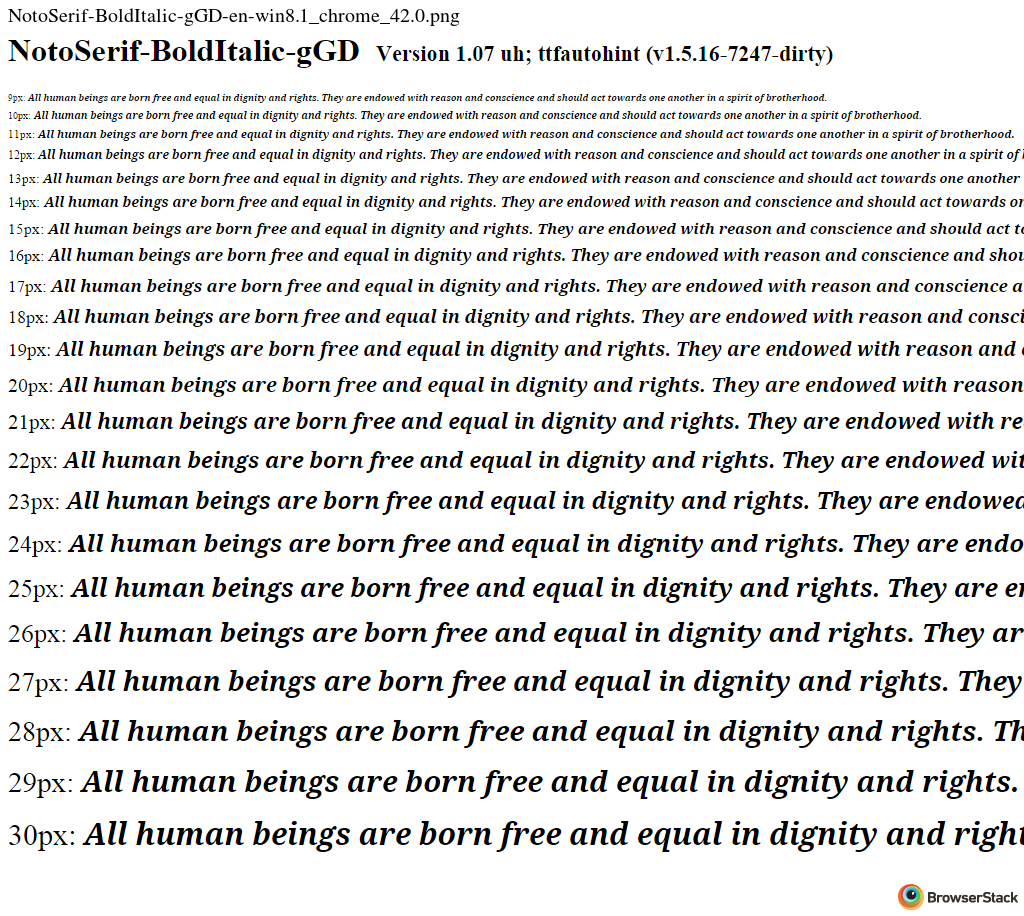 NotoSerif-BoldItalic-gGD-en-win8.1_chrome_42.0.png
NotoSerif-BoldItalic-gGD Version 1.07 uh; ttfautohint (v1.5.16-7247-dirty)
9px: All human beings are born free and equal in dignity and rights. They are endowed with reason and conscience and should act towards one another in a spirit of brotherhood.
10px: All human beings are born free and equal in dignity and rights. They are endowed with reason and conscience and should act towards one another in a spirit of brotherhood.
11px: All human beings are born free and equal in dignity and rights. They are endowed with reason and conscience and should act towards one another in a spirit of brotherhood.
12px: All human beings are born free and equal in dignity and rights. They are endowed with reason and conscience and should act towards one another in a spirit of
13px: All human beings are born free and equal in dignity and rights. They are endowed with reason and conscience and should act towards one another
14px: All human beings are born free and equal in dignity and rights. They are endowed with reason and conscience and should act towards
15px: All human beings are born free and equal in dignity and rights. They are endowed with reason and conscience and should act
16px: All human beings are born free and equal in dignity and rights. They are endowed with reason and conscience and
17px: All human beings are born free and equal in dignity and rights. They are endowed with reason and conscience
18px: All human beings are born free and equal in dignity and rights. They are endowed with reason and
19px: All human beings are born free and equal in dignity and rights. They are endowed with reason and
20px: All human beings are born free and equal in dignity and rights. They are endowed with reason
21px: All human beings are born free and equal in dignity and rights. They are endowed with
22px: All human beings are born free and equal in dignity and rights. They are endowed
23px: All human beings are born free and equal in dignity and rights. They are endowed
24px: All human beings are born free and equal in dignity and rights. They are
25px: All human beings are born free and equal in dignity and rights. They are
26px: All human beings are born free and equal in dignity and rights. They
27px: All human beings are born free and equal in dignity and rights. They
28px: All human beings are born free and equal in dignity and rights.
29px: All human beings are born free and equal in dignity and rights.
30px: All human beings are born free and equal in dignity and
BrowserStack